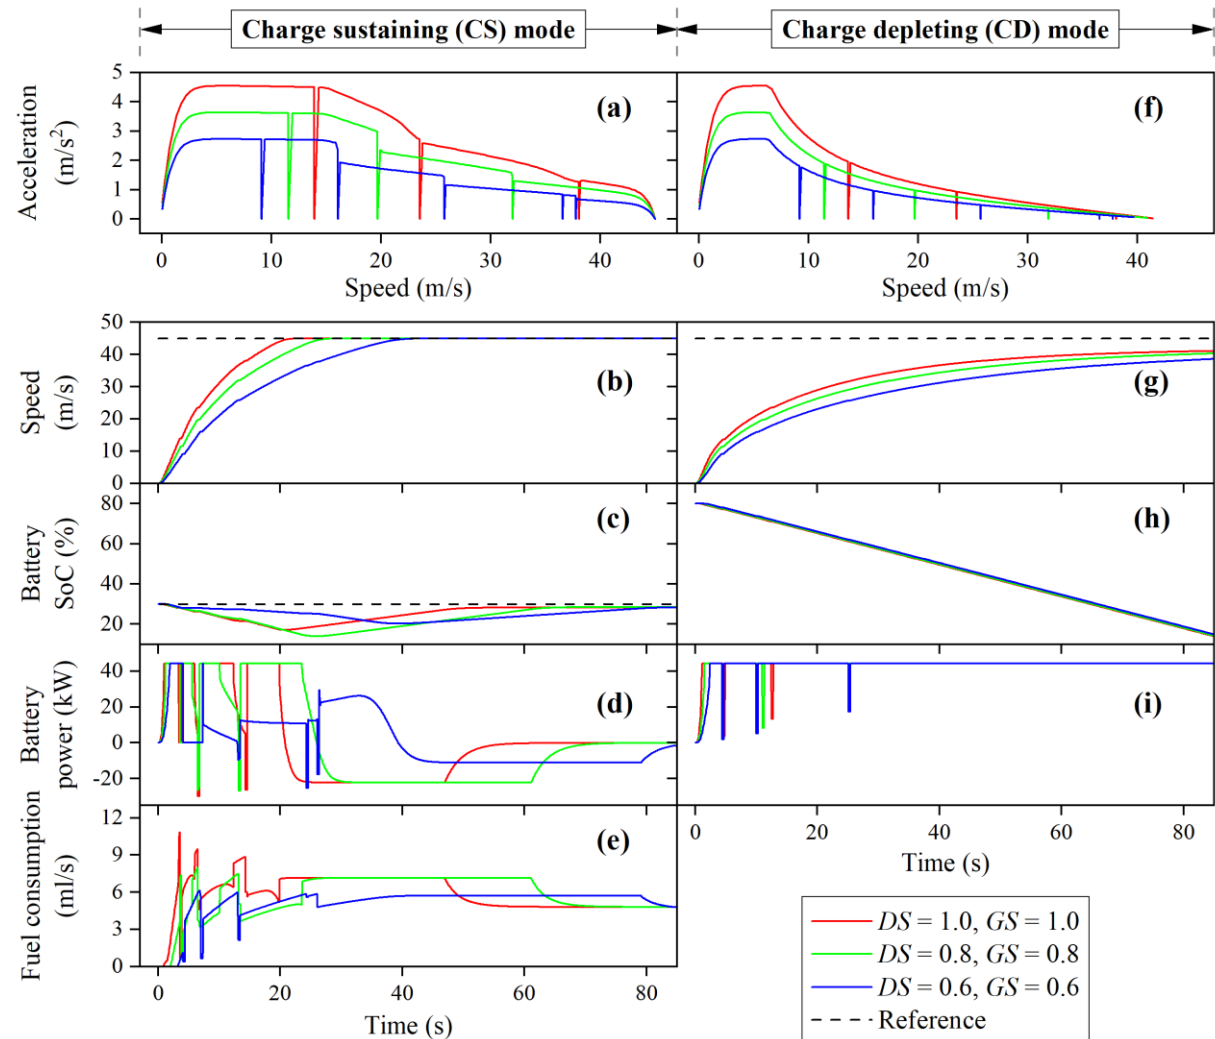 Charge sustaining (CS) mode
Charge depleting (CD) mode
Acceleration
(m/s²)
5
4
3
2
1
0
(a)
(f)
0 10 20 30 40
0 10 20 30 40
Speed (m/s)
Speed (m/s)
Speed
(m/s)
50
40
30
20
10
0
(b)
(g)
Battery
SoC (%)
80
60
40
20
(c)
(h)
Battery
power (kW)
40
20
0
-20
(d)
(i)
0 20 40 60 80
Time (s)
Fuel consumption
(ml/s)
12
9
6
3
0
(e)
0 20 40 60 80
Time (s)
DS = 1.0, GS = 1.0
DS = 0.8, GS = 0.8
DS = 0.6, GS = 0.6
Reference